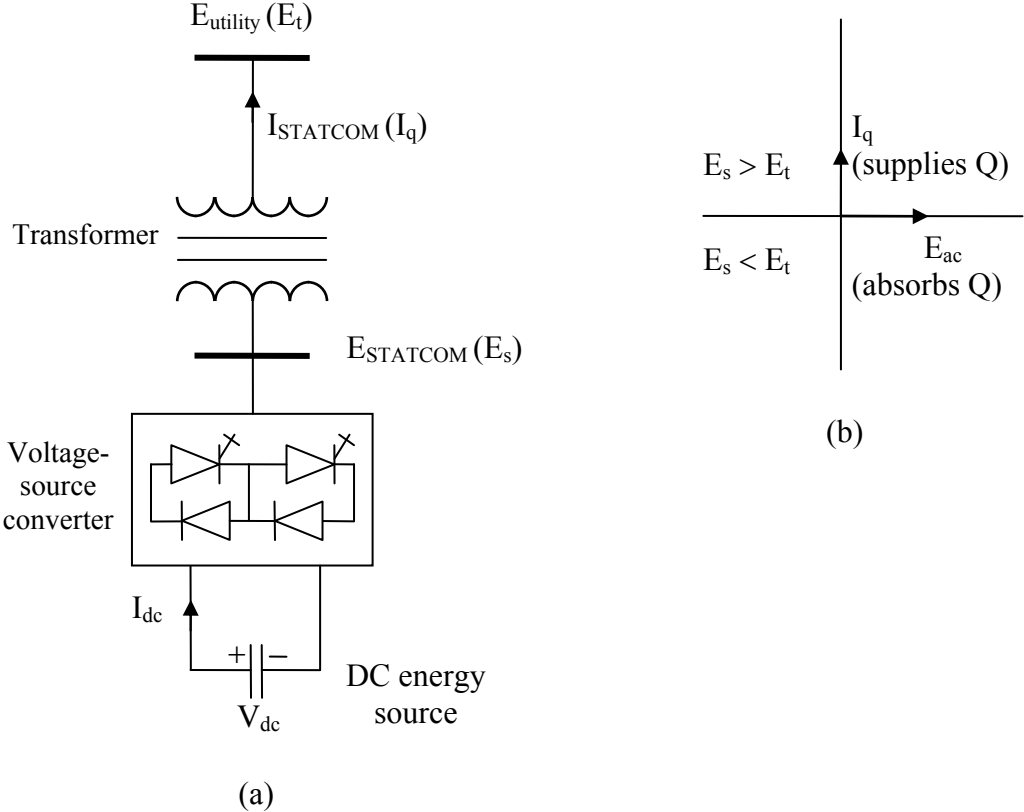 E_utility (E_t)
I_STATCOM (I_q)
Transformer
E_STATCOM (E_s)
Voltage-
source
converter
I_dc
+ −
V_dc
DC energy
source
(a)
I_q
(supplies Q)
E_s > E_t
E_s < E_t
E_ac
(absorbs Q)
(b)